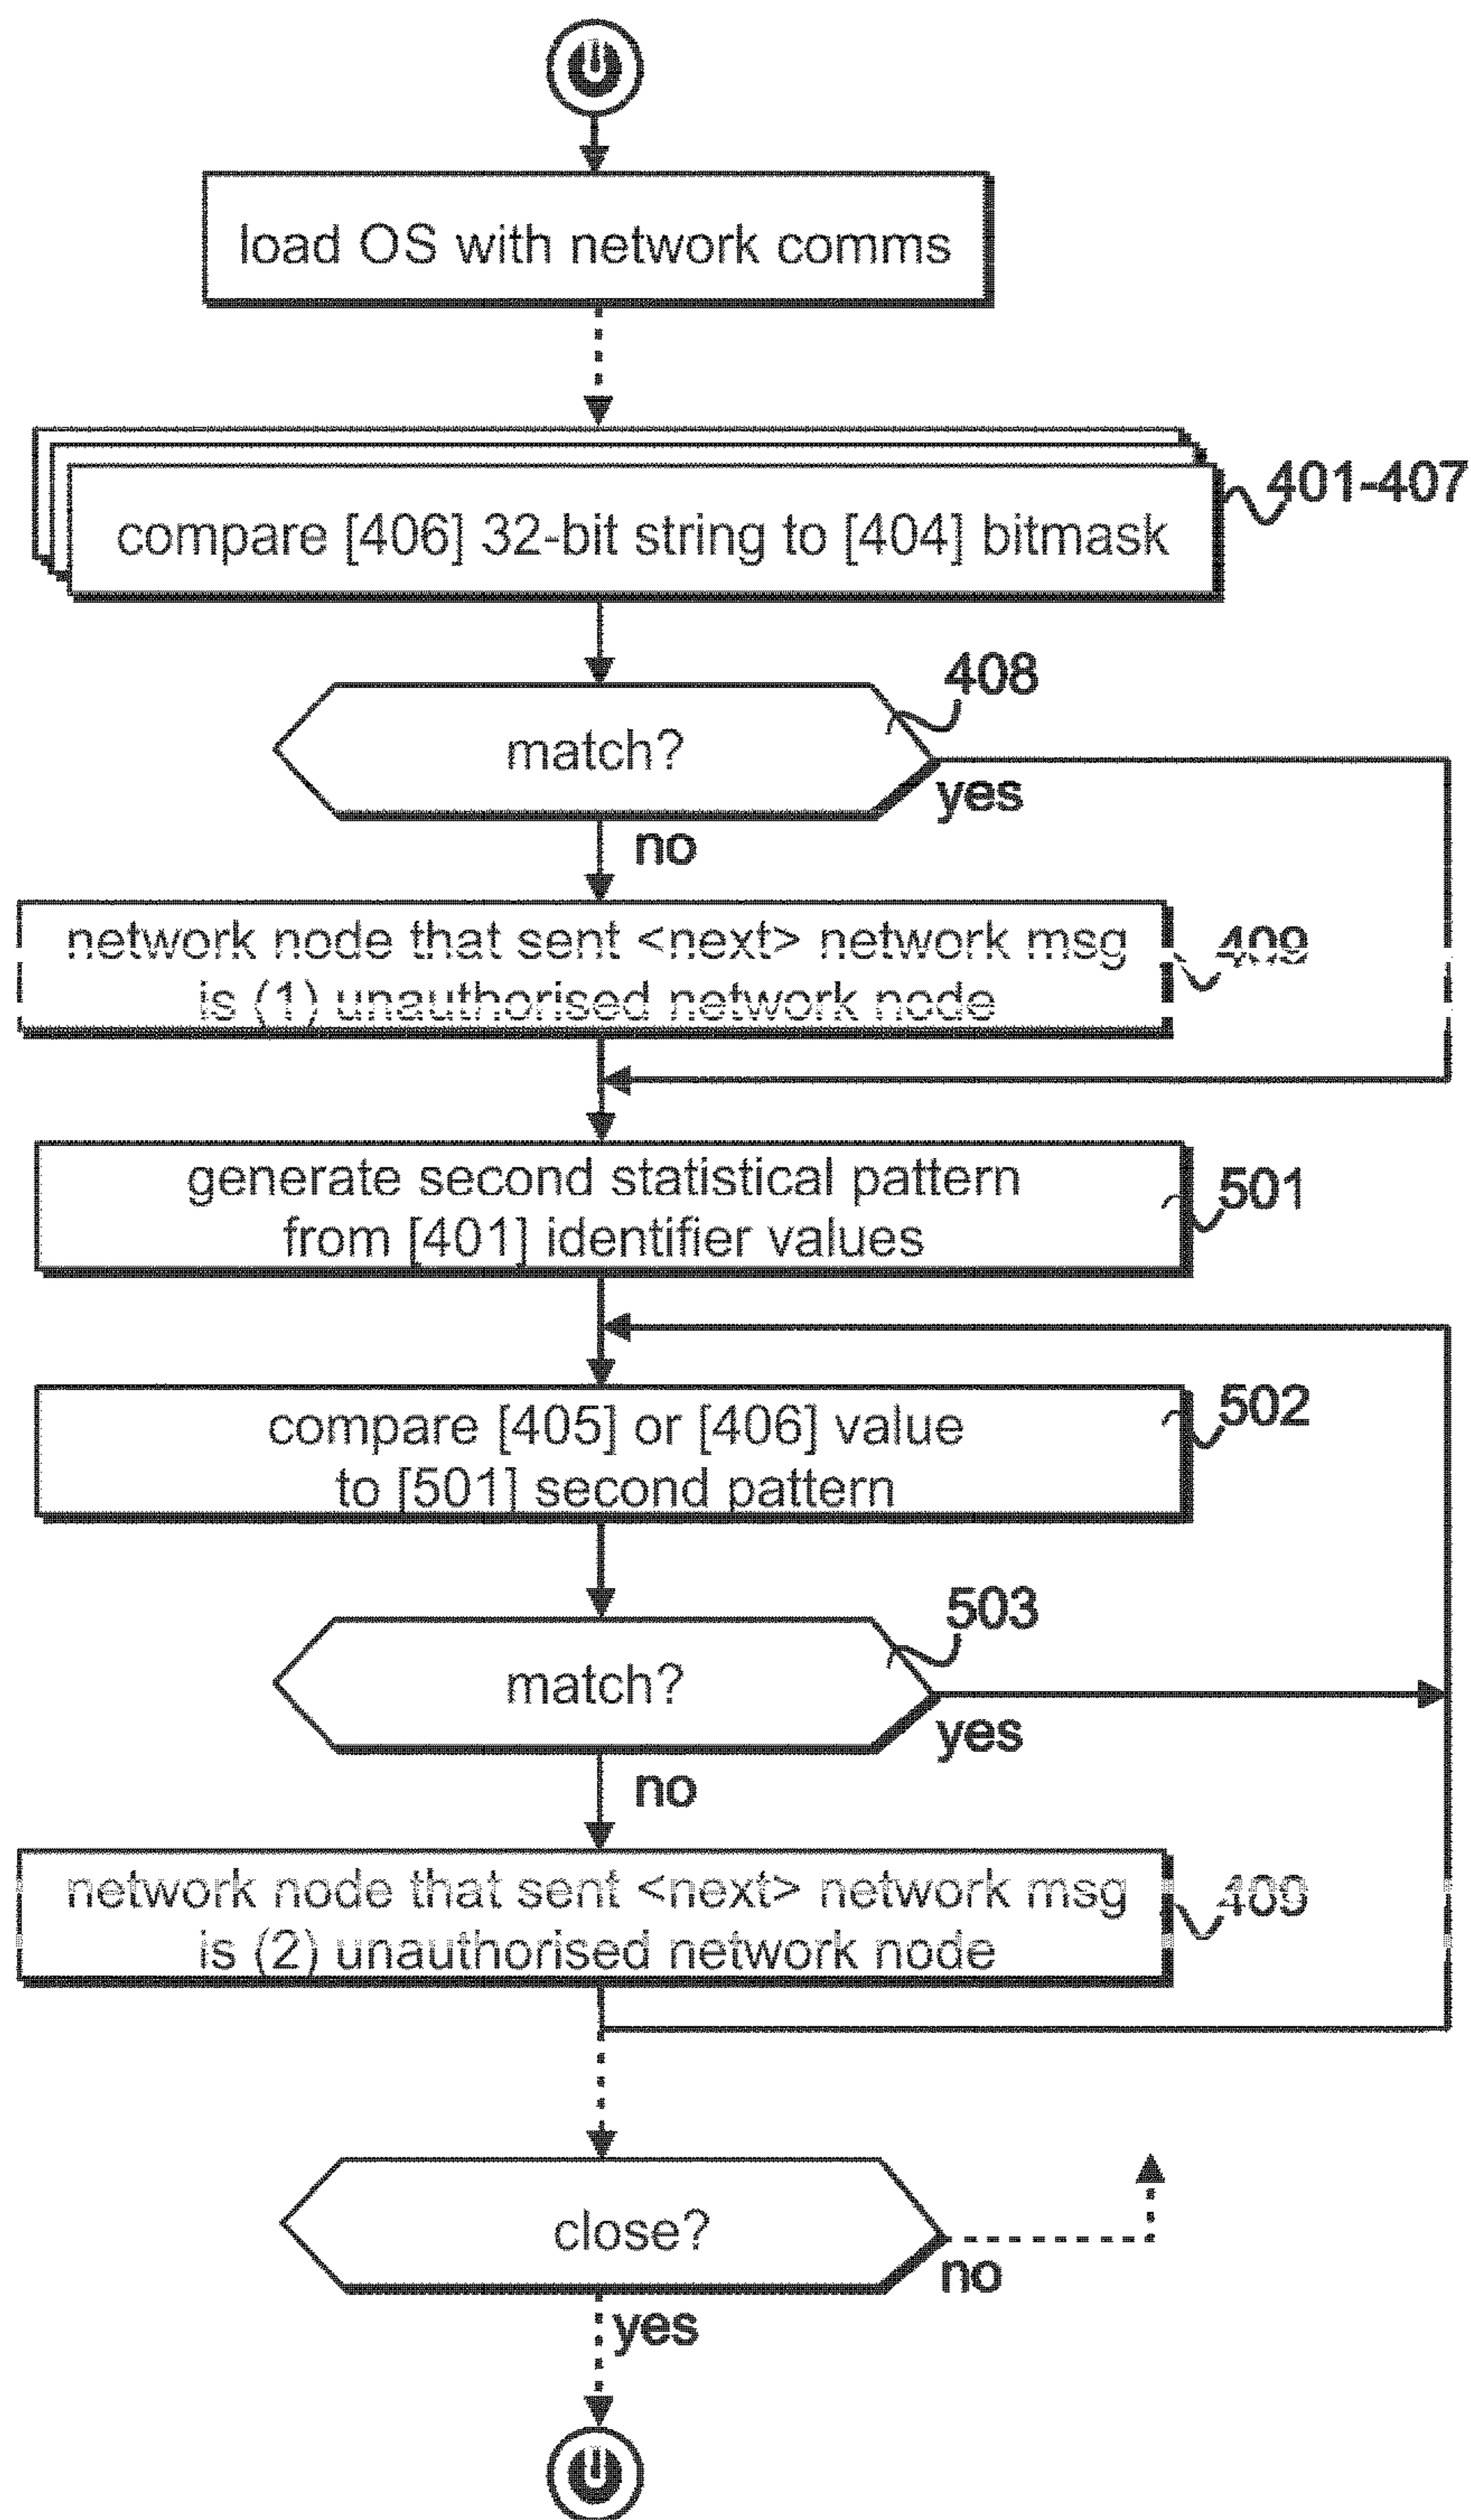 load OS with network comms
401-407
compare [406] 32-bit string to [404] bitmask
408
match?
yes
no
network node that sent <next> network msg
409
is (1) unauthorised network node
generate second statistical pattern
501
from [401] identifier values
502
compare [405] or [406] value
to [501] second pattern
503
match?
yes
no
network node that sent <next> network msg
409
is (2) unauthorised network node
close?
no
yes